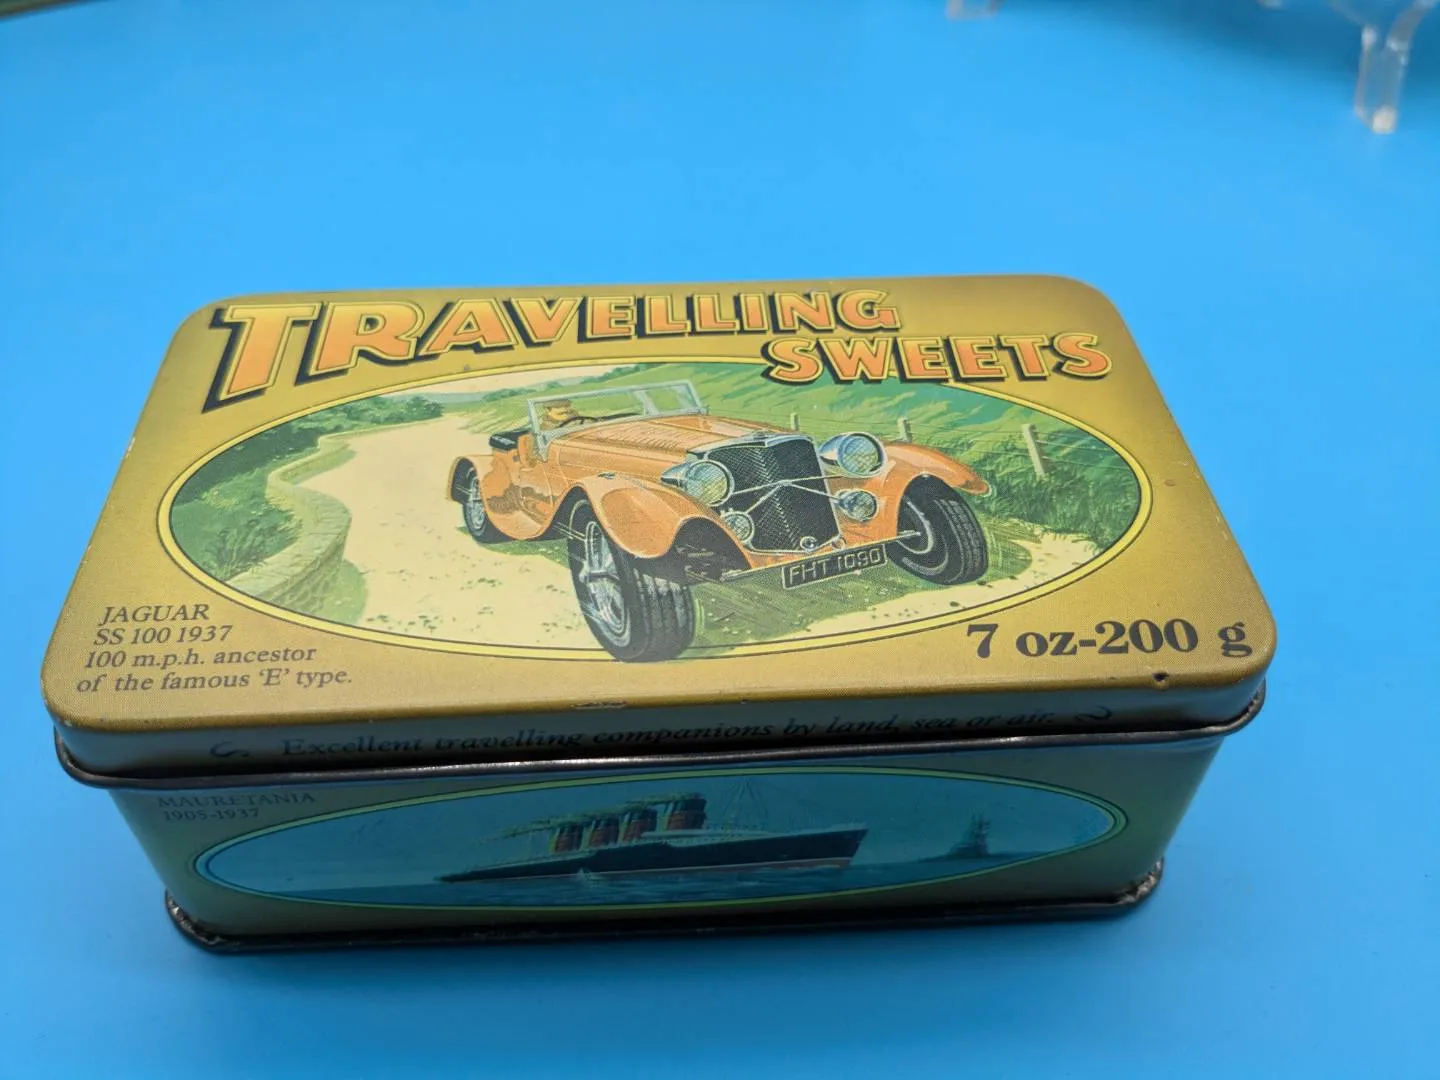 TRAVELLING
SWEETS
FHT 1090
JAGUAR
SS 100 1937
100 m.p.h. ancestor
of the famous ‘E’ type.
7 oz-200 g
Excellent travelling companions by land, sea or air.
MAURETANIA
1905-1937